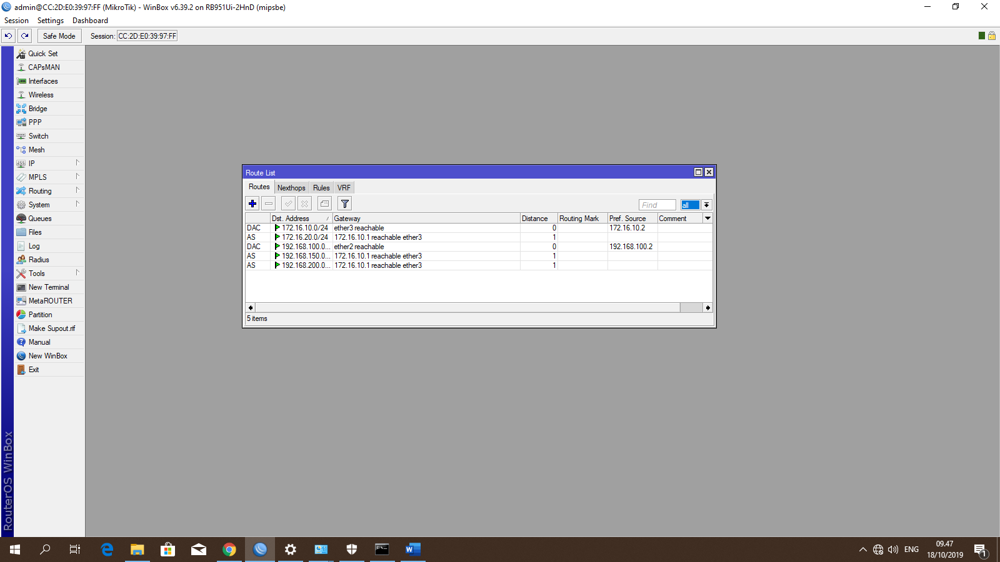 admin@CC:2D:E0:39:97:FF (MikroTik) - WinBox v6.39.2 on RB951Ui-2HnD (mipsbe)
Session Settings Dashboard
Safe Mode Session: CC:2D:E0:39:97:FF
Quick Set
CAPsMAN
Interfaces
Wireless
Bridge
PPP
Switch
Mesh
IP
MPLS
Routing
System
Queues
Files
Log
Radius
Tools
New Terminal
MetaROUTER
Partition
Make Supout.rif
Manual
New WinBox
Exit
RouterOS WinBox
Route List
Routes Nexthops Rules VRF
Find all
Dst. Address Gateway Distance Routing Mark Pref. Source Comment
DAC 172.16.10.0/24 ether3 reachable 0 172.16.10.2
AS 172.16.20.0/24 172.16.10.1 reachable ether3 1
DAC 192.168.100.0... ether2 reachable 0 192.168.100.2
AS 192.168.150.0... 172.16.10.1 reachable ether3 1
AS 192.168.200.0... 172.16.10.1 reachable ether3 1
5 items
ENG
09.47
18/10/2019
1